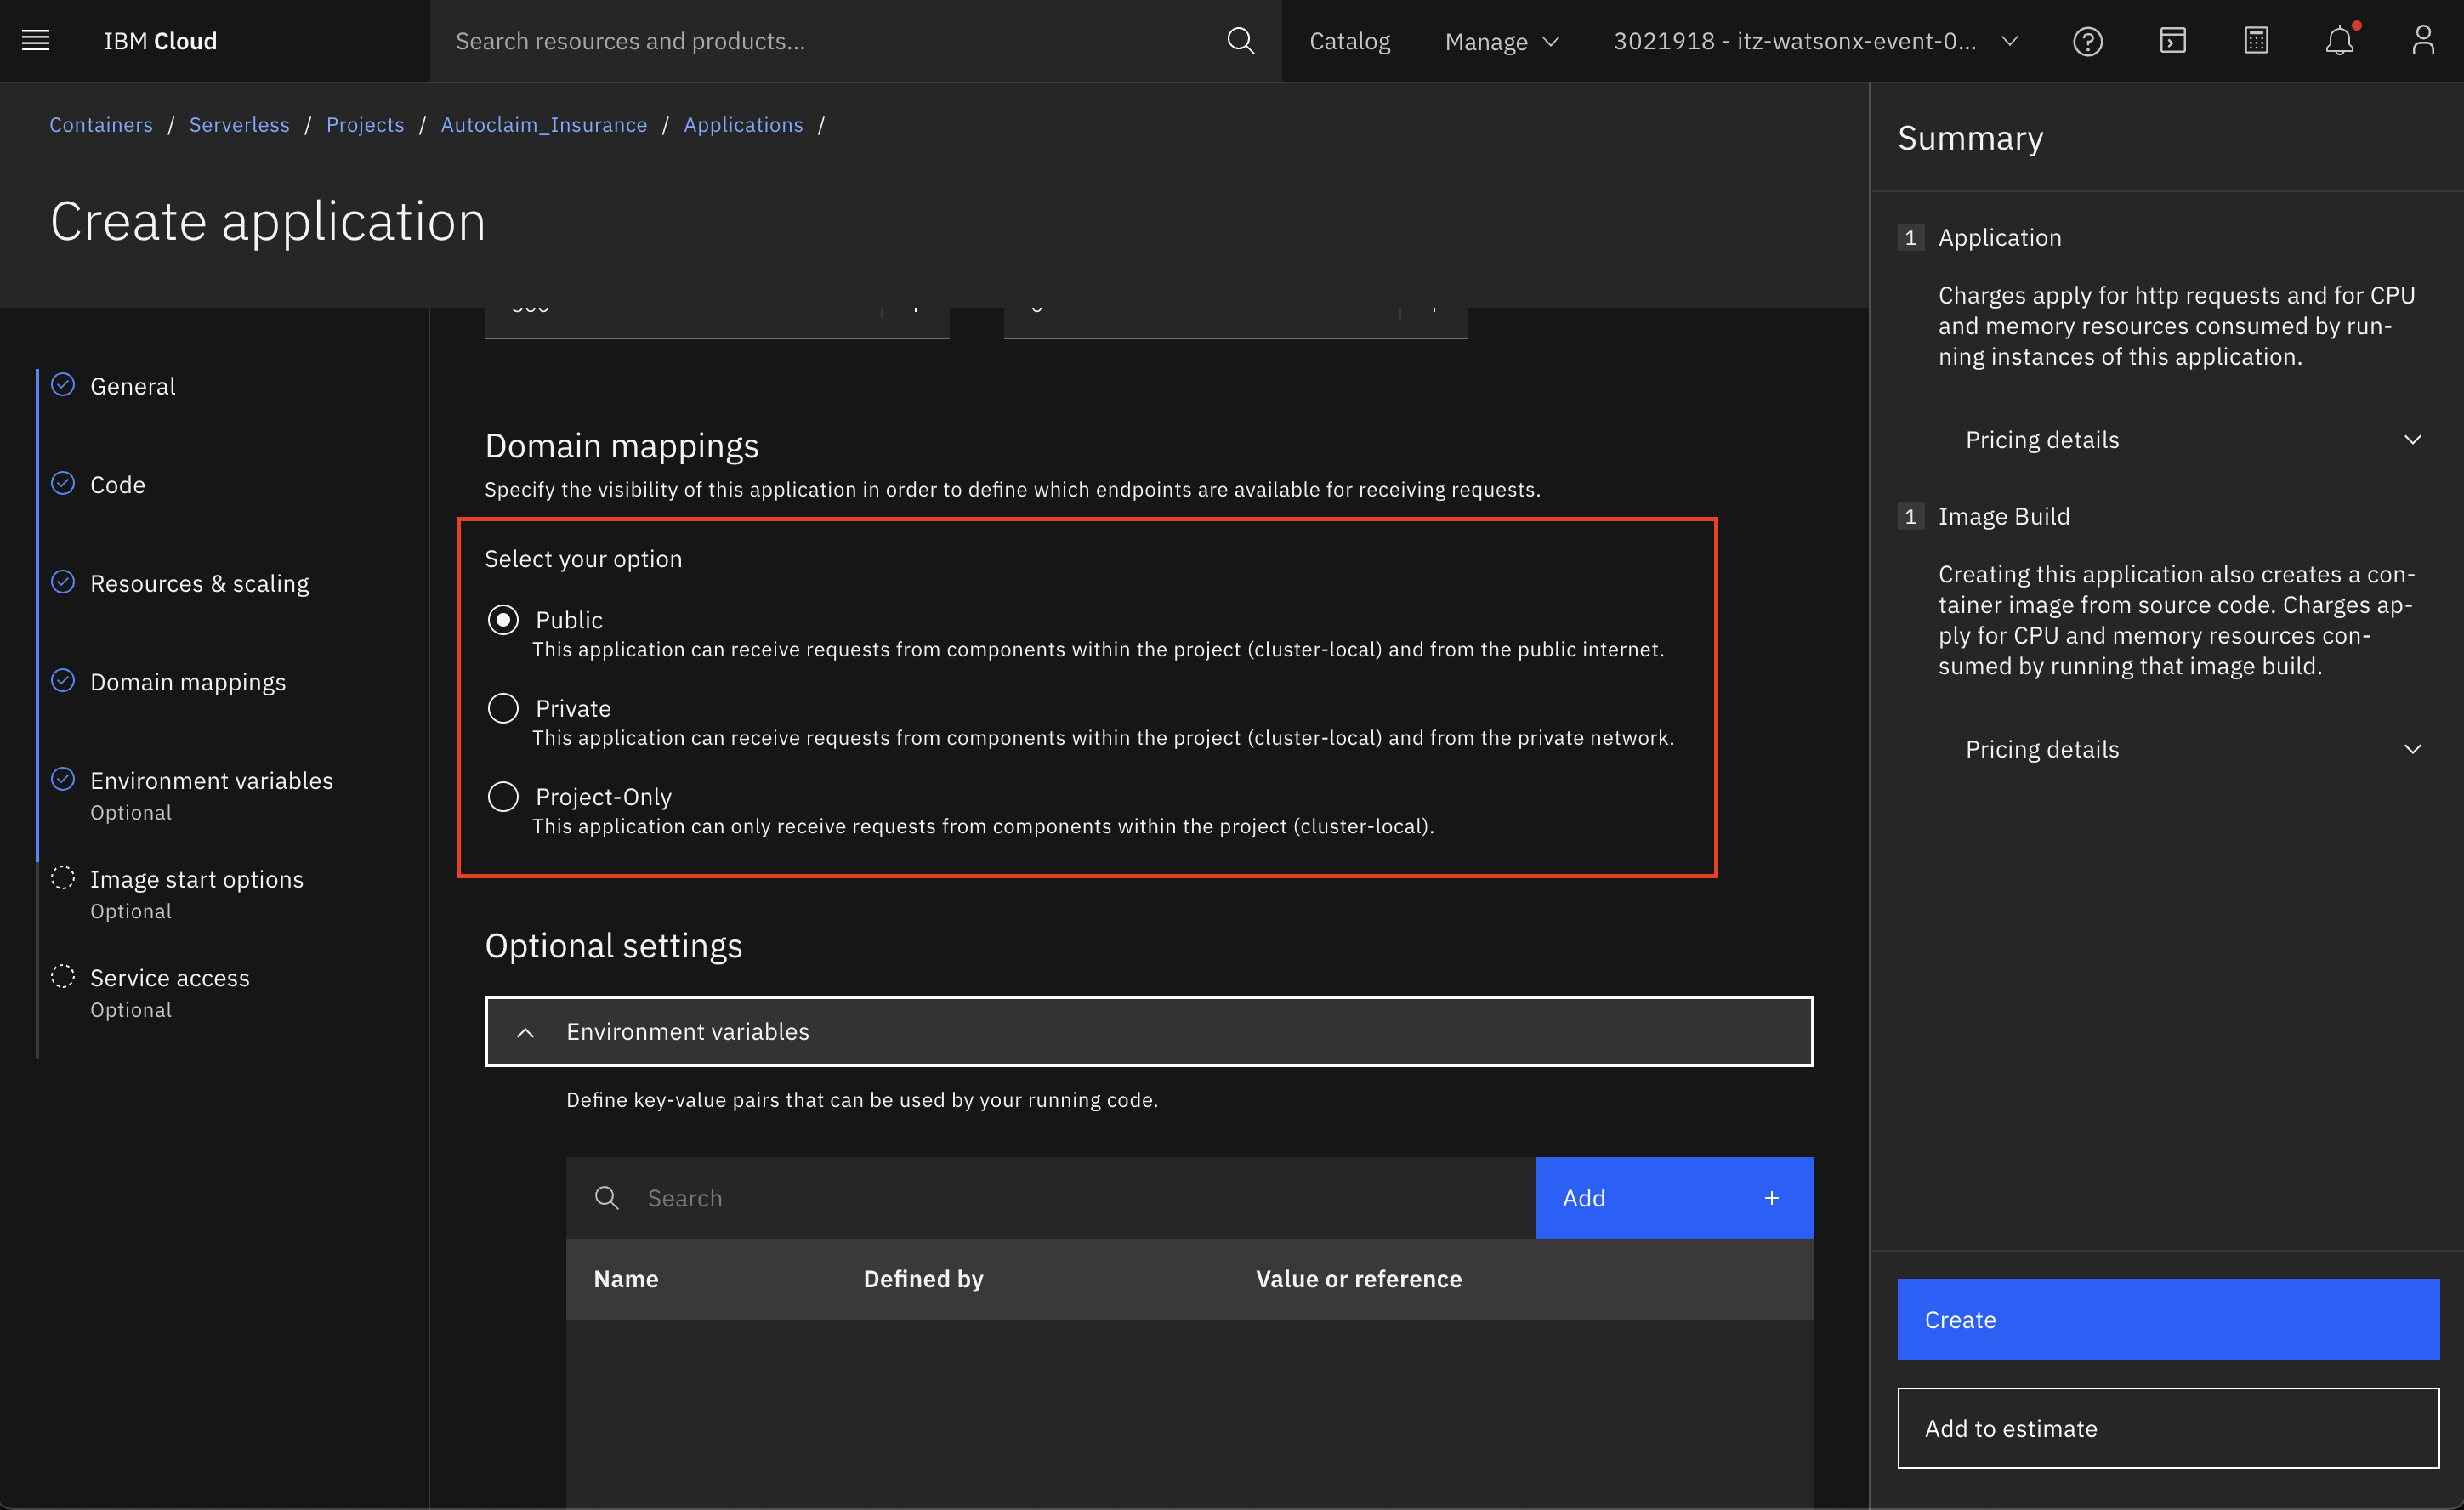 IBM Cloud
Search resources and products...
Catalog
Manage
3021918 - itz-watsonx-event-0...
Containers / Serverless / Projects / Autoclaim_Insurance / Applications /
Create application
General
Code
Resources & scaling
Domain mappings
Environment variables
Optional
Image start options
Optional
Service access
Optional
Domain mappings
Specify the visibility of this application in order to define which endpoints are available for receiving requests.
Select your option
Public
This application can receive requests from components within the project (cluster-local) and from the public internet.
Private
This application can receive requests from components within the project (cluster-local) and from the private network.
Project-Only
This application can only receive requests from components within the project (cluster-local).
Optional settings
Environment variables
Define key-value pairs that can be used by your running code.
Search
Add +
Name Defined by Value or reference
Summary
1 Application
Charges apply for http requests and for CPU
and memory resources consumed by run-
ning instances of this application.
Pricing details
1 Image Build
Creating this application also creates a con-
tainer image from source code. Charges ap-
ply for CPU and memory resources con-
sumed by running that image build.
Pricing details
Create
Add to estimate